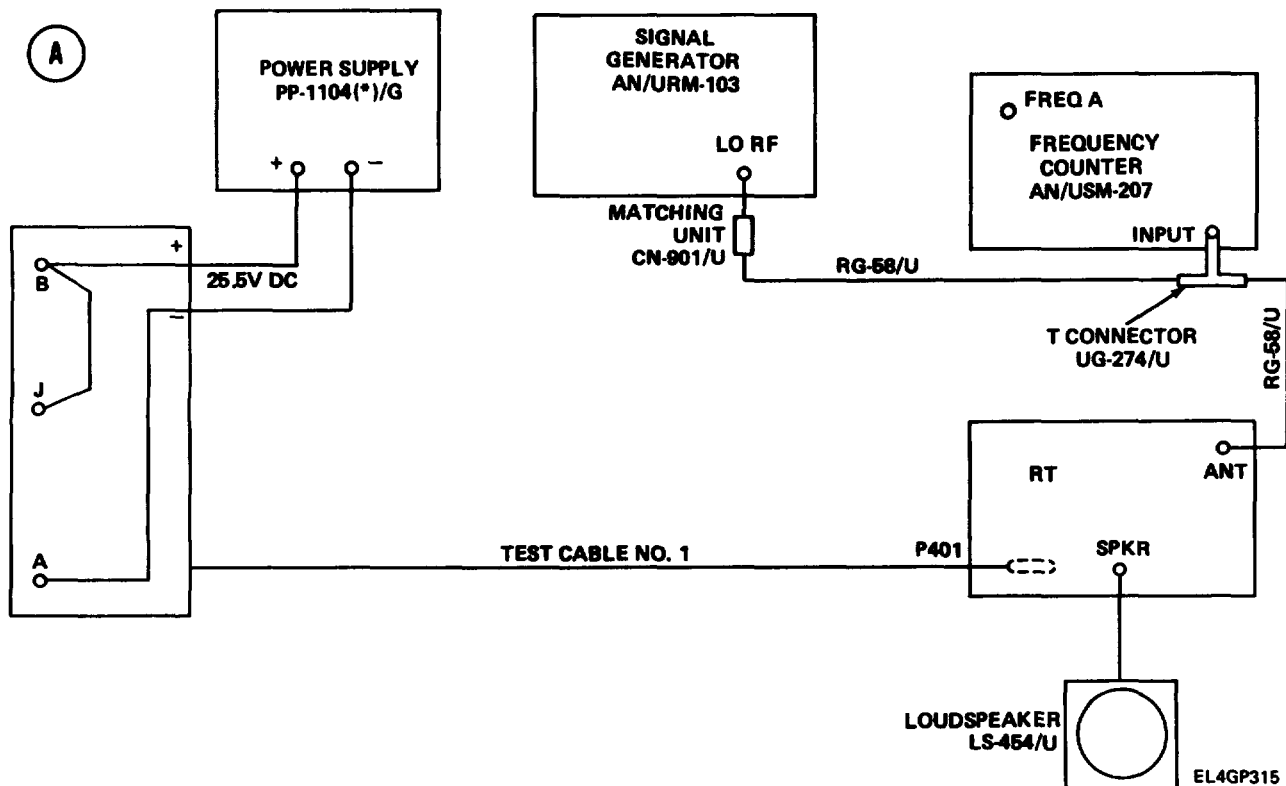 A
POWER SUPPLY
PP-1104(*)/G
+ −
SIGNAL
GENERATOR
AN/URM-103
LO RF
FREQ A
FREQUENCY
COUNTER
AN/USM-207
INPUT
MATCHING
UNIT
CN-901/U
RG-58/U
T CONNECTOR
UG-274/U
RG-58/U
+
B
25.5V DC
−
J
A
TEST CABLE NO. 1
P401
RT
ANT
SPKR
LOUDSPEAKER
LS-454/U
EL4GP315